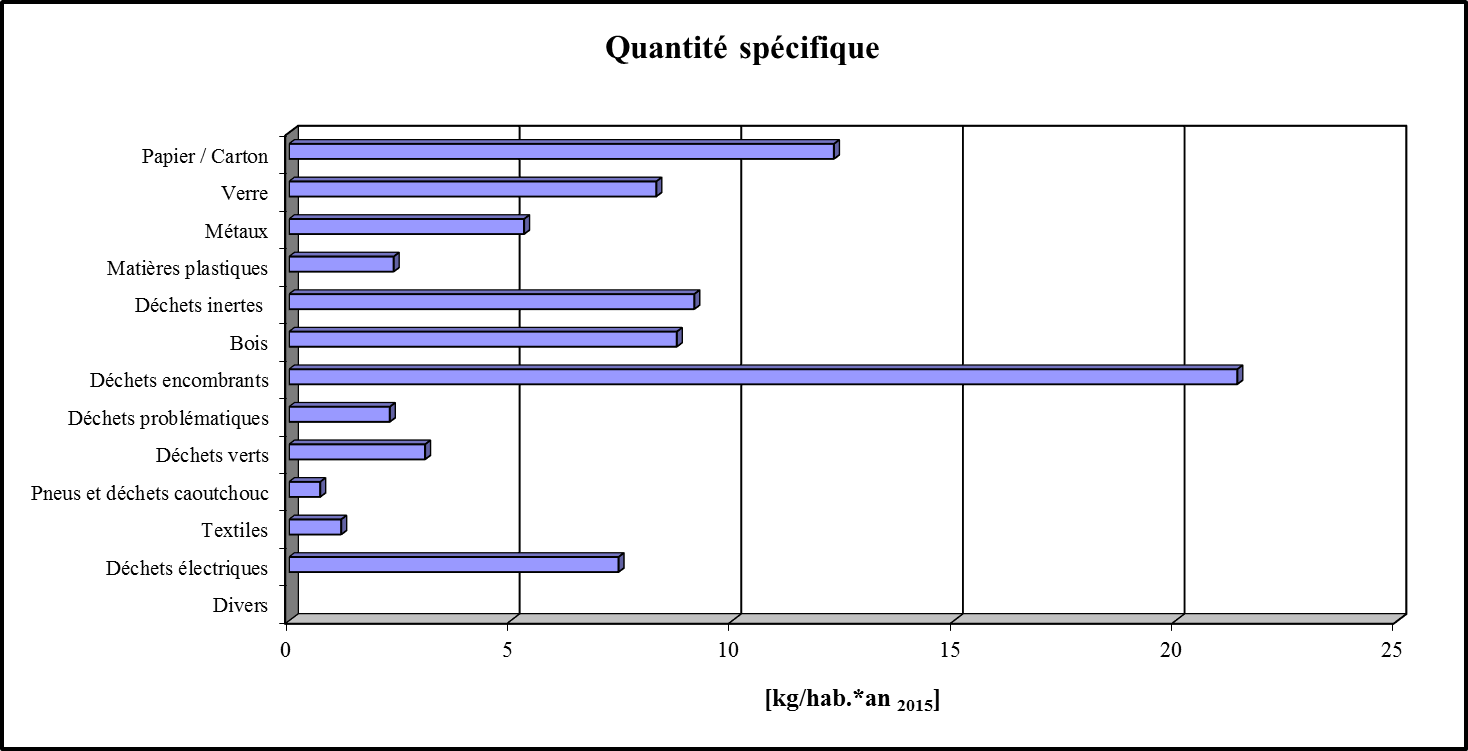 Quantité spécifique
Papier / Carton
Verre
Métaux
Matières plastiques
Déchets inertes
Bois
Déchets encombrants
Déchets problématiques
Déchets verts
Pneus et déchets caoutchouc
Textiles
Déchets électriques
Divers
0 5 10 15 20 25
[kg/hab.*an 2015]